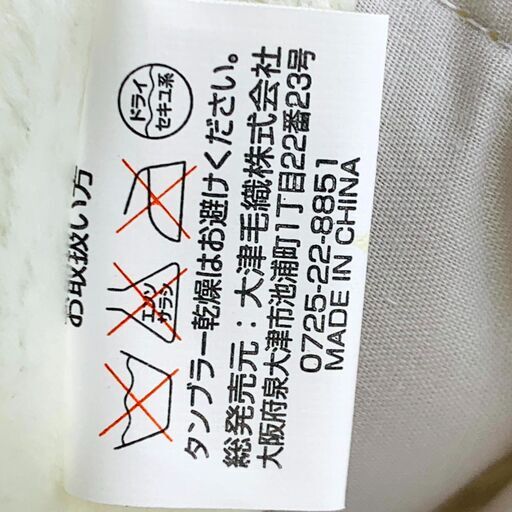 お取扱い方
エンソ
サラシ
ドライ
セキユ系
タンブラー乾燥はお避けください。
総発売元：大津毛織株式会社
大阪府泉大津市池浦町1丁目22番23号
0725-22-8851
MADE IN CHINA